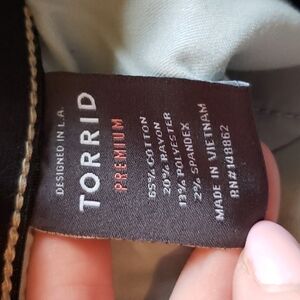 DESIGNED IN L.A.
TORRID
PREMIUM
65% COTTON
20% RAYON
13% POLYESTER
2% SPANDEX
MADE IN VIETNAM
RN# 148862